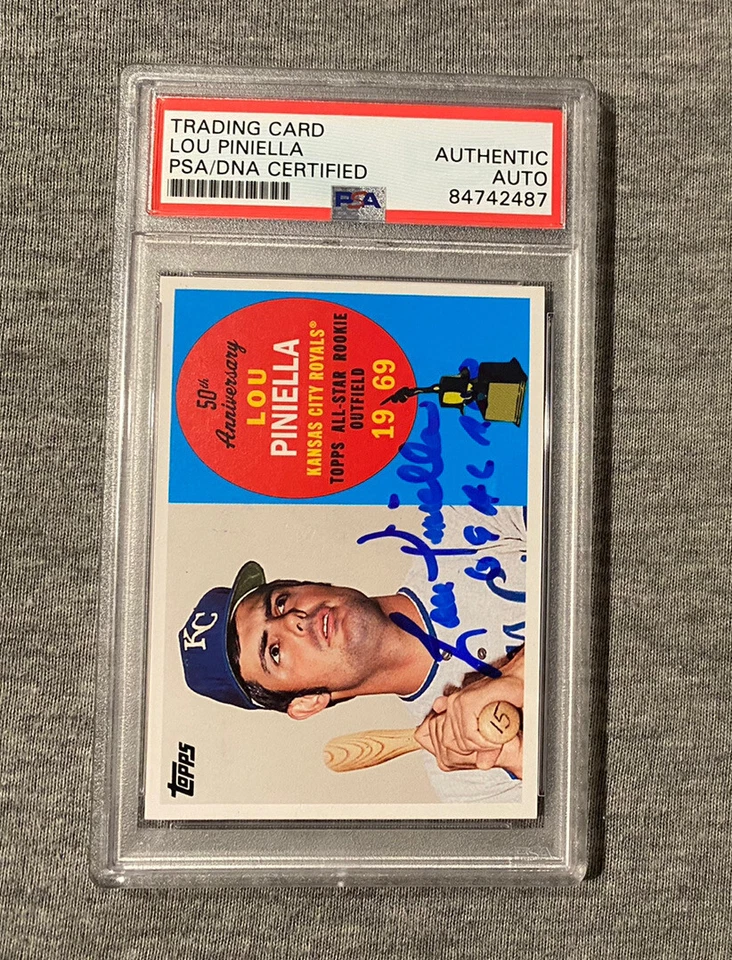 TRADING CARD
LOU PINIELLA
PSA/DNA CERTIFIED
AUTHENTIC
AUTO
84742487
PSA
50th
Anniversary
LOU
PINIELLA
KANSAS CITY ROYALS®
TOPPS ALL-STAR ROOKIE
OUTFIELD
1969
Lou Piniella
69
KC
15
topps